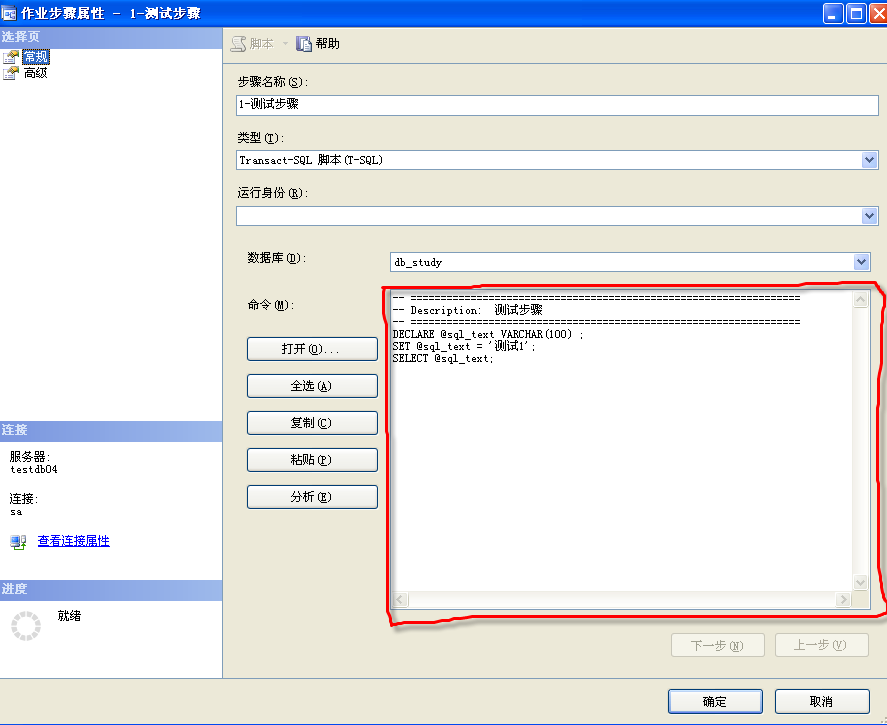 作业步骤属性 - 1-测试步骤
选择页
常规
高级
脚本
帮助
步骤名称(S):
1-测试步骤
类型(T):
Transact-SQL 脚本(T-SQL)
运行身份(R):
数据库(D):
db_study
命令(M):
-- =================================================================
-- Description:  测试步骤
-- =================================================================
DECLARE @sql_text VARCHAR(100) ;
SET @sql_text = '测试1';
SELECT @sql_text;
打开(O)...
全选(A)
复制(C)
粘贴(P)
分析(E)
连接
服务器:
testdb04
连接:
sa
查看连接属性
进度
就绪
下一步(N)
上一步(V)
确定
取消